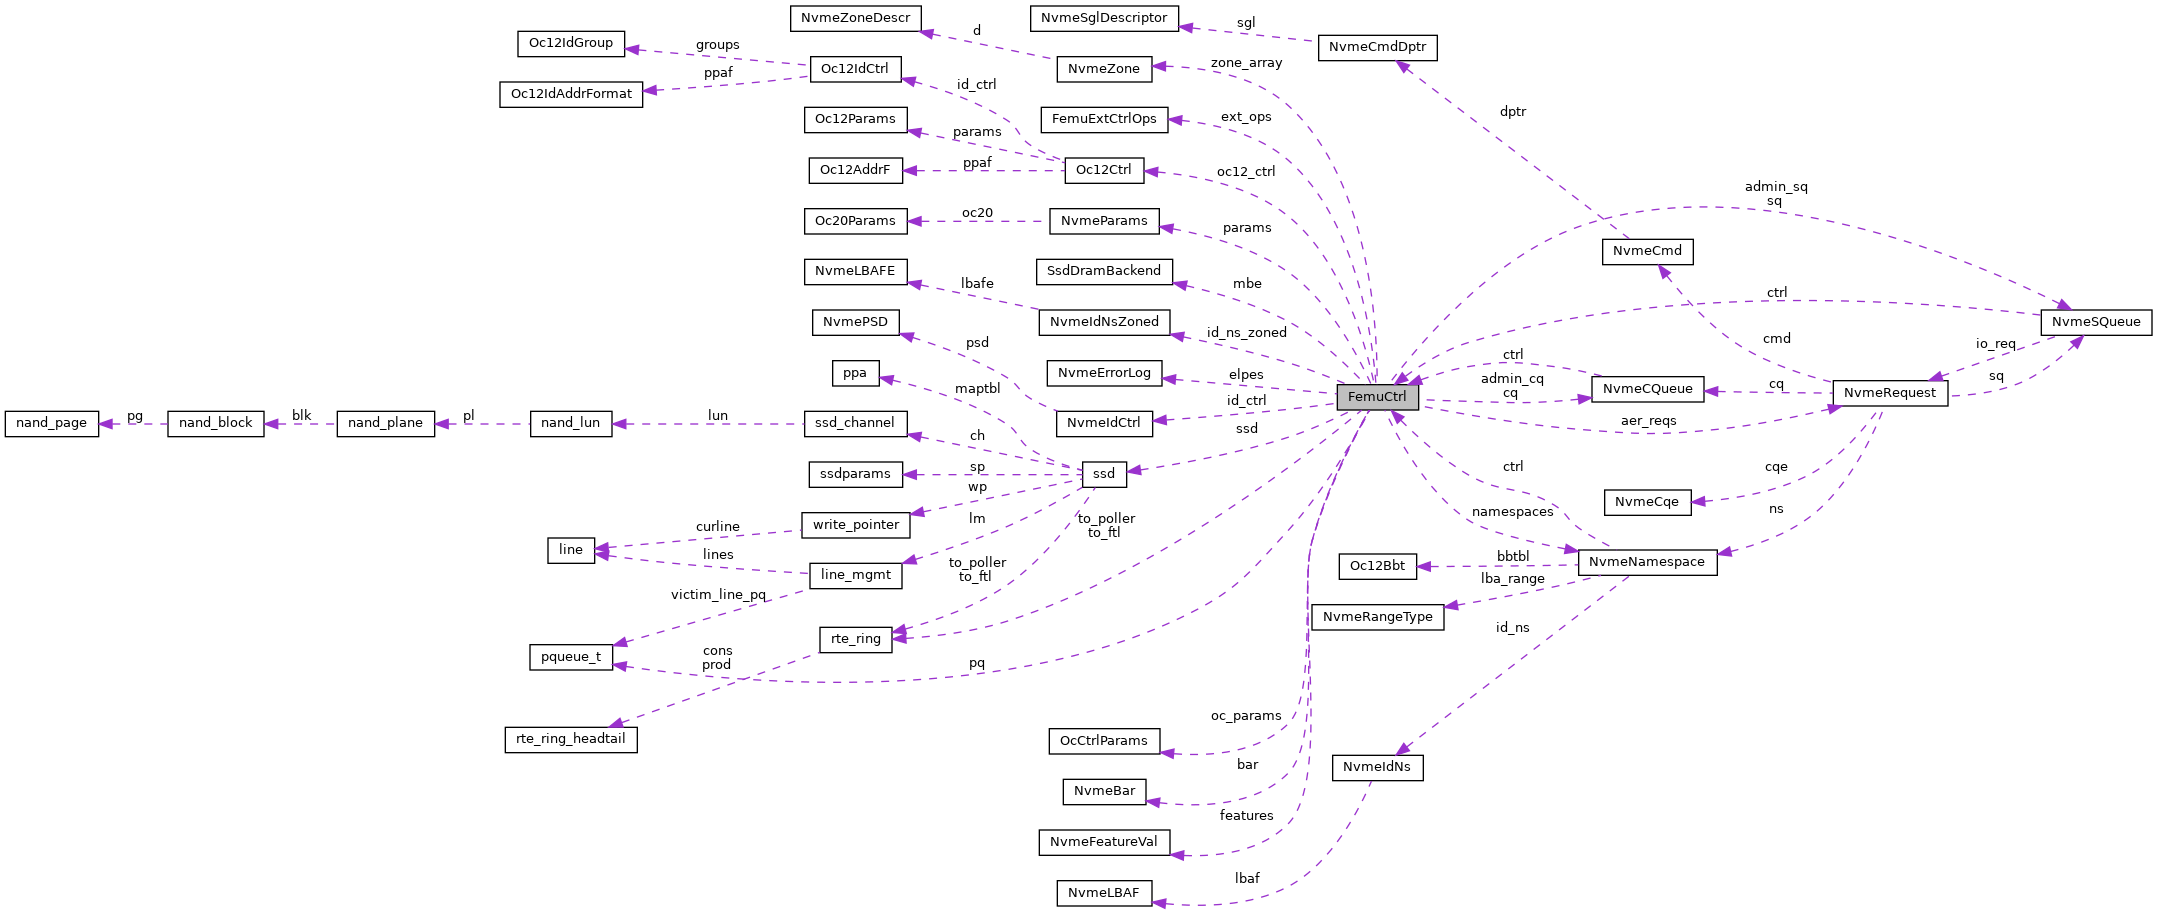 NvmeZoneDescr
NvmeSglDescriptor
sgl
d
Oc12IdGroup
groups
NvmeCmdDptr
zone_array
Oc12IdCtrl
NvmeZone
ppaf
id_ctrl
Oc12IdAddrFormat
dptr
Oc12Params
FemuExtCtrlOps
ext_ops
params
ppaf
Oc12AddrF
Oc12Ctrl
oc12_ctrl
admin_sq
sq
oc20
Oc20Params
NvmeParams
params
NvmeCmd
NvmeLBAFE
SsdDramBackend
lbafe
mbe
ctrl
NvmePSD
NvmeIdNsZoned
id_ns_zoned
NvmeSQueue
psd
cmd
io_req
ctrl
ppa
NvmeErrorLog
elpes
admin_cq
cq
cq
sq
maptbl
FemuCtrl
NvmeCQueue
NvmeRequest
id_ctrl
nand_page
pg
nand_block
blk
nand_plane
pl
nand_lun
lun
ssd_channel
NvmeIdCtrl
ssd
aer_reqs
ch
sp
ssdparams
ssd
ctrl
cqe
wp
NvmeCqe
namespaces
ns
write_pointer
lm
to_poller
to_ftl
curline
line
lines
bbtbl
NvmeNamespace
to_poller
to_ftl
Oc12Bbt
line_mgmt
lba_range
victim_line_pq
NvmeRangeType
id_ns
rte_ring
pqueue_t
cons
prod
pq
oc_params
rte_ring_headtail
OcCtrlParams
bar
NvmeIdNs
NvmeBar
features
NvmeFeatureVal
lbaf
NvmeLBAF